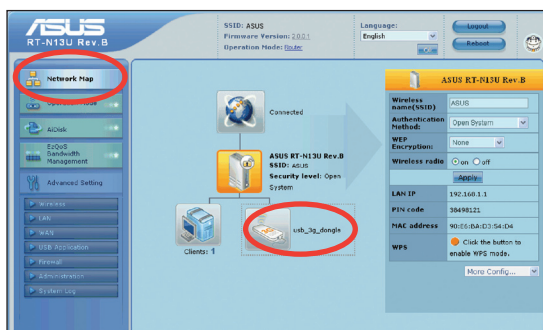 ASUS
RT-N13U Rev.B
SSID: ASUS
Firmware Version: 2.0.0.1
Operation Mode: Router
Language:
English
Logout
Reboot
Network Map
Operation Mode
AiDisk
EzQoS
Bandwidth
Management
Advanced Setting
Wireless
LAN
WAN
USB Application
Firewall
Administration
System Log
Connected
ASUS RT-N13U Rev.B
SSID: ASUS
Security level: Open
System
Clients: 1
usb_3g_dongle
ASUS RT-N13U Rev.B
Wireless name(SSID) ASUS
Authentication Method: Open System
WEP Encryption: None
Wireless radio on off
Apply
LAN IP 192.168.1.1
PIN code 38498121
MAC address 90:E6:BA:D3:54:D4
WPS Click the button to
enable WPS mode.
More Config...